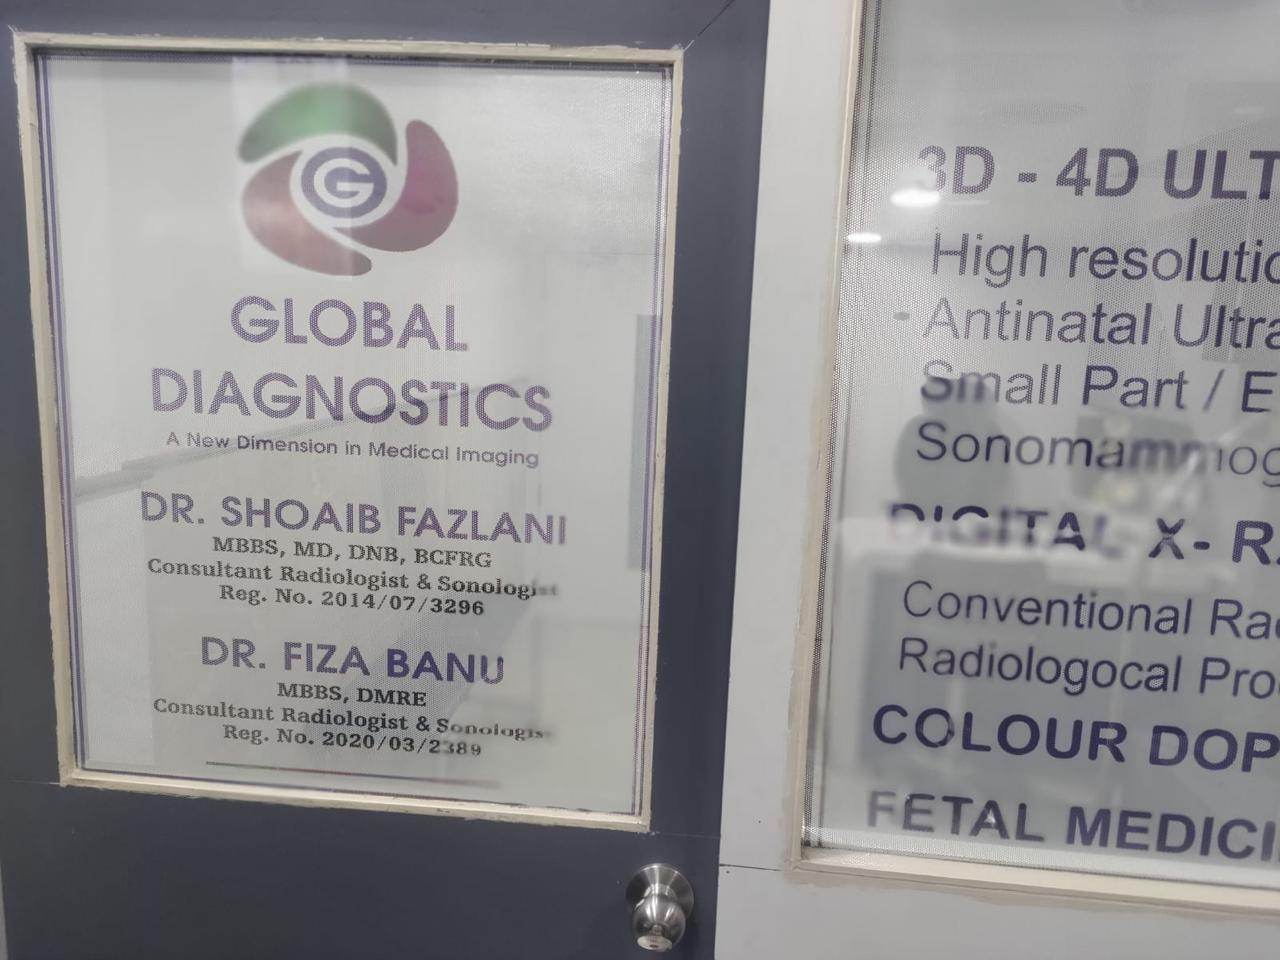 G
GLOBAL
DIAGNOSTICS
A New Dimension in Medical Imaging
DR. SHOAIB FAZLANI
MBBS, MD, DNB, BCFRG
Consultant Radiologist & Sonologist
Reg. No. 2014/07/3296
DR. FIZA BANU
MBBS, DMRE
Consultant Radiologist & Sonologis
Reg. No. 2020/03/2389
3D - 4D ULT
High resolutio
- Antinatal Ultra
Small Part / E
Sonomammog
DIGITAL X- R
Conventional Ra
Radiologocal Pro
COLOUR DOP
FETAL MEDICI